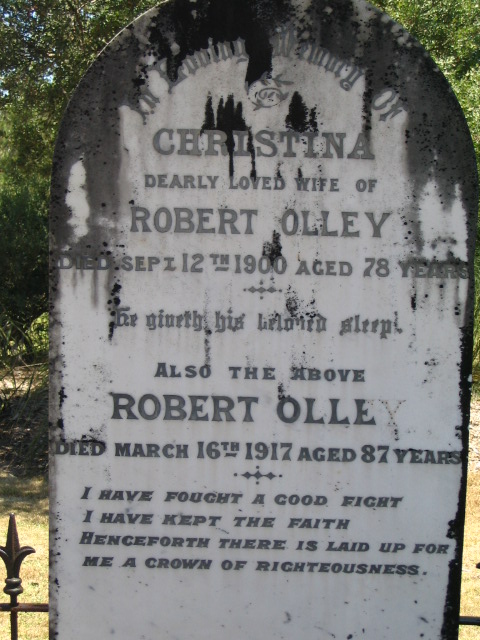 In Loving Memory Of
CHRISTINA
DEARLY LOVED WIFE OF
ROBERT OLLEY
DIED SEPT 12TH 1900 AGED 78 YEARS
He giveth his beloved sleep.
ALSO THE ABOVE
ROBERT OLLEY
DIED MARCH 16TH 1917 AGED 87 YEARS
I HAVE FOUGHT A GOOD FIGHT
I HAVE KEPT THE FAITH
HENCEFORTH THERE IS LAID UP FOR
ME A CROWN OF RIGHTEOUSNESS.